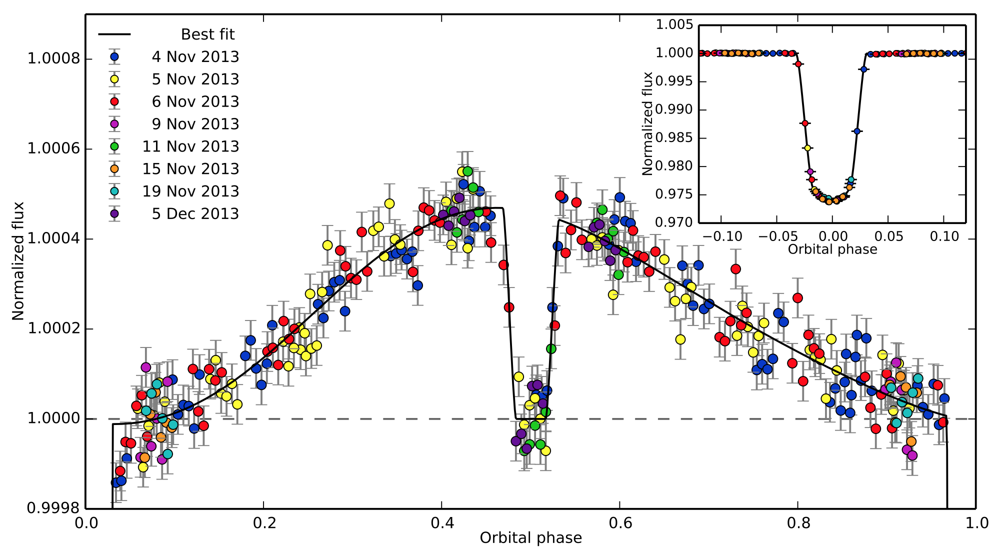 Best fit
4 Nov 2013
5 Nov 2013
6 Nov 2013
9 Nov 2013
11 Nov 2013
15 Nov 2013
19 Nov 2013
5 Dec 2013
Normalized flux
1.0008
1.0006
1.0004
1.0002
1.0000
0.9998
0.0 0.2 0.4 0.6 0.8 1.0
Orbital phase
Normalized flux
1.005
1.000
0.995
0.990
0.985
0.980
0.975
0.970
−0.10 −0.05 0.00 0.05 0.10
Orbital phase